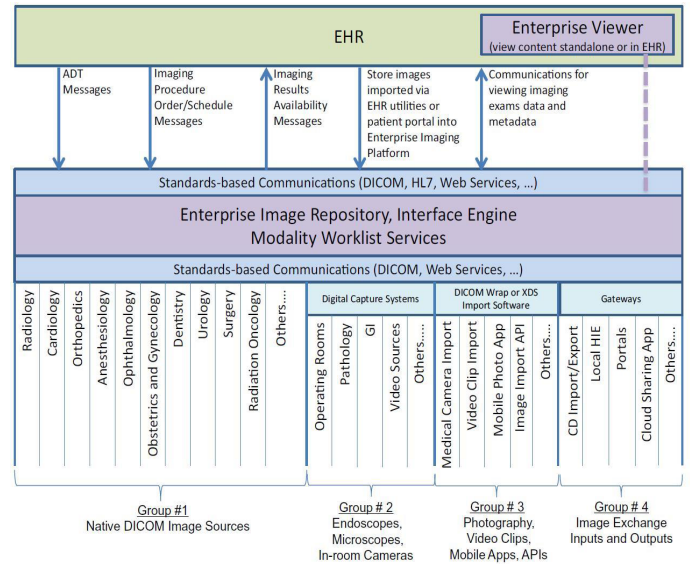 EHR
Enterprise Viewer
(view content standalone or in EHR)
ADT
Messages
Imaging
Procedure
Order/Schedule
Messages
Imaging
Results
Availability
Messages
Store images
imported via
EHR utilities or
patient portal into
Enterprise Imaging
Platform
Communications for
viewing imaging
exams data and
metadata
Standards-based Communications (DICOM, HL7, Web Services, ...)
Enterprise Image Repository, Interface Engine
Modality Worklist Services
Standards-based Communications (DICOM, Web Services, ...)
Radiology
Cardiology
Orthopedics
Anesthesiology
Ophthalmology
Obstetrics and Gynecology
Dentistry
Urology
Surgery
Radiation Oncology
Others....
Digital Capture Systems
Operating Rooms
Pathology
GI
Video Sources
Others....
DICOM Wrap or XDS
Import Software
Medical Camera Import
Video Clip Import
Mobile Photo App
Image Import API
Others....
Gateways
CD Import/Export
Local HIE
Portals
Cloud Sharing App
Others....
Group #1
Native DICOM Image Sources
Group # 2
Endoscopes,
Microscopes,
In-room Cameras
Group # 3
Photography,
Video Clips,
Mobile Apps, APIs
Group # 4
Image Exchange
Inputs and Outputs